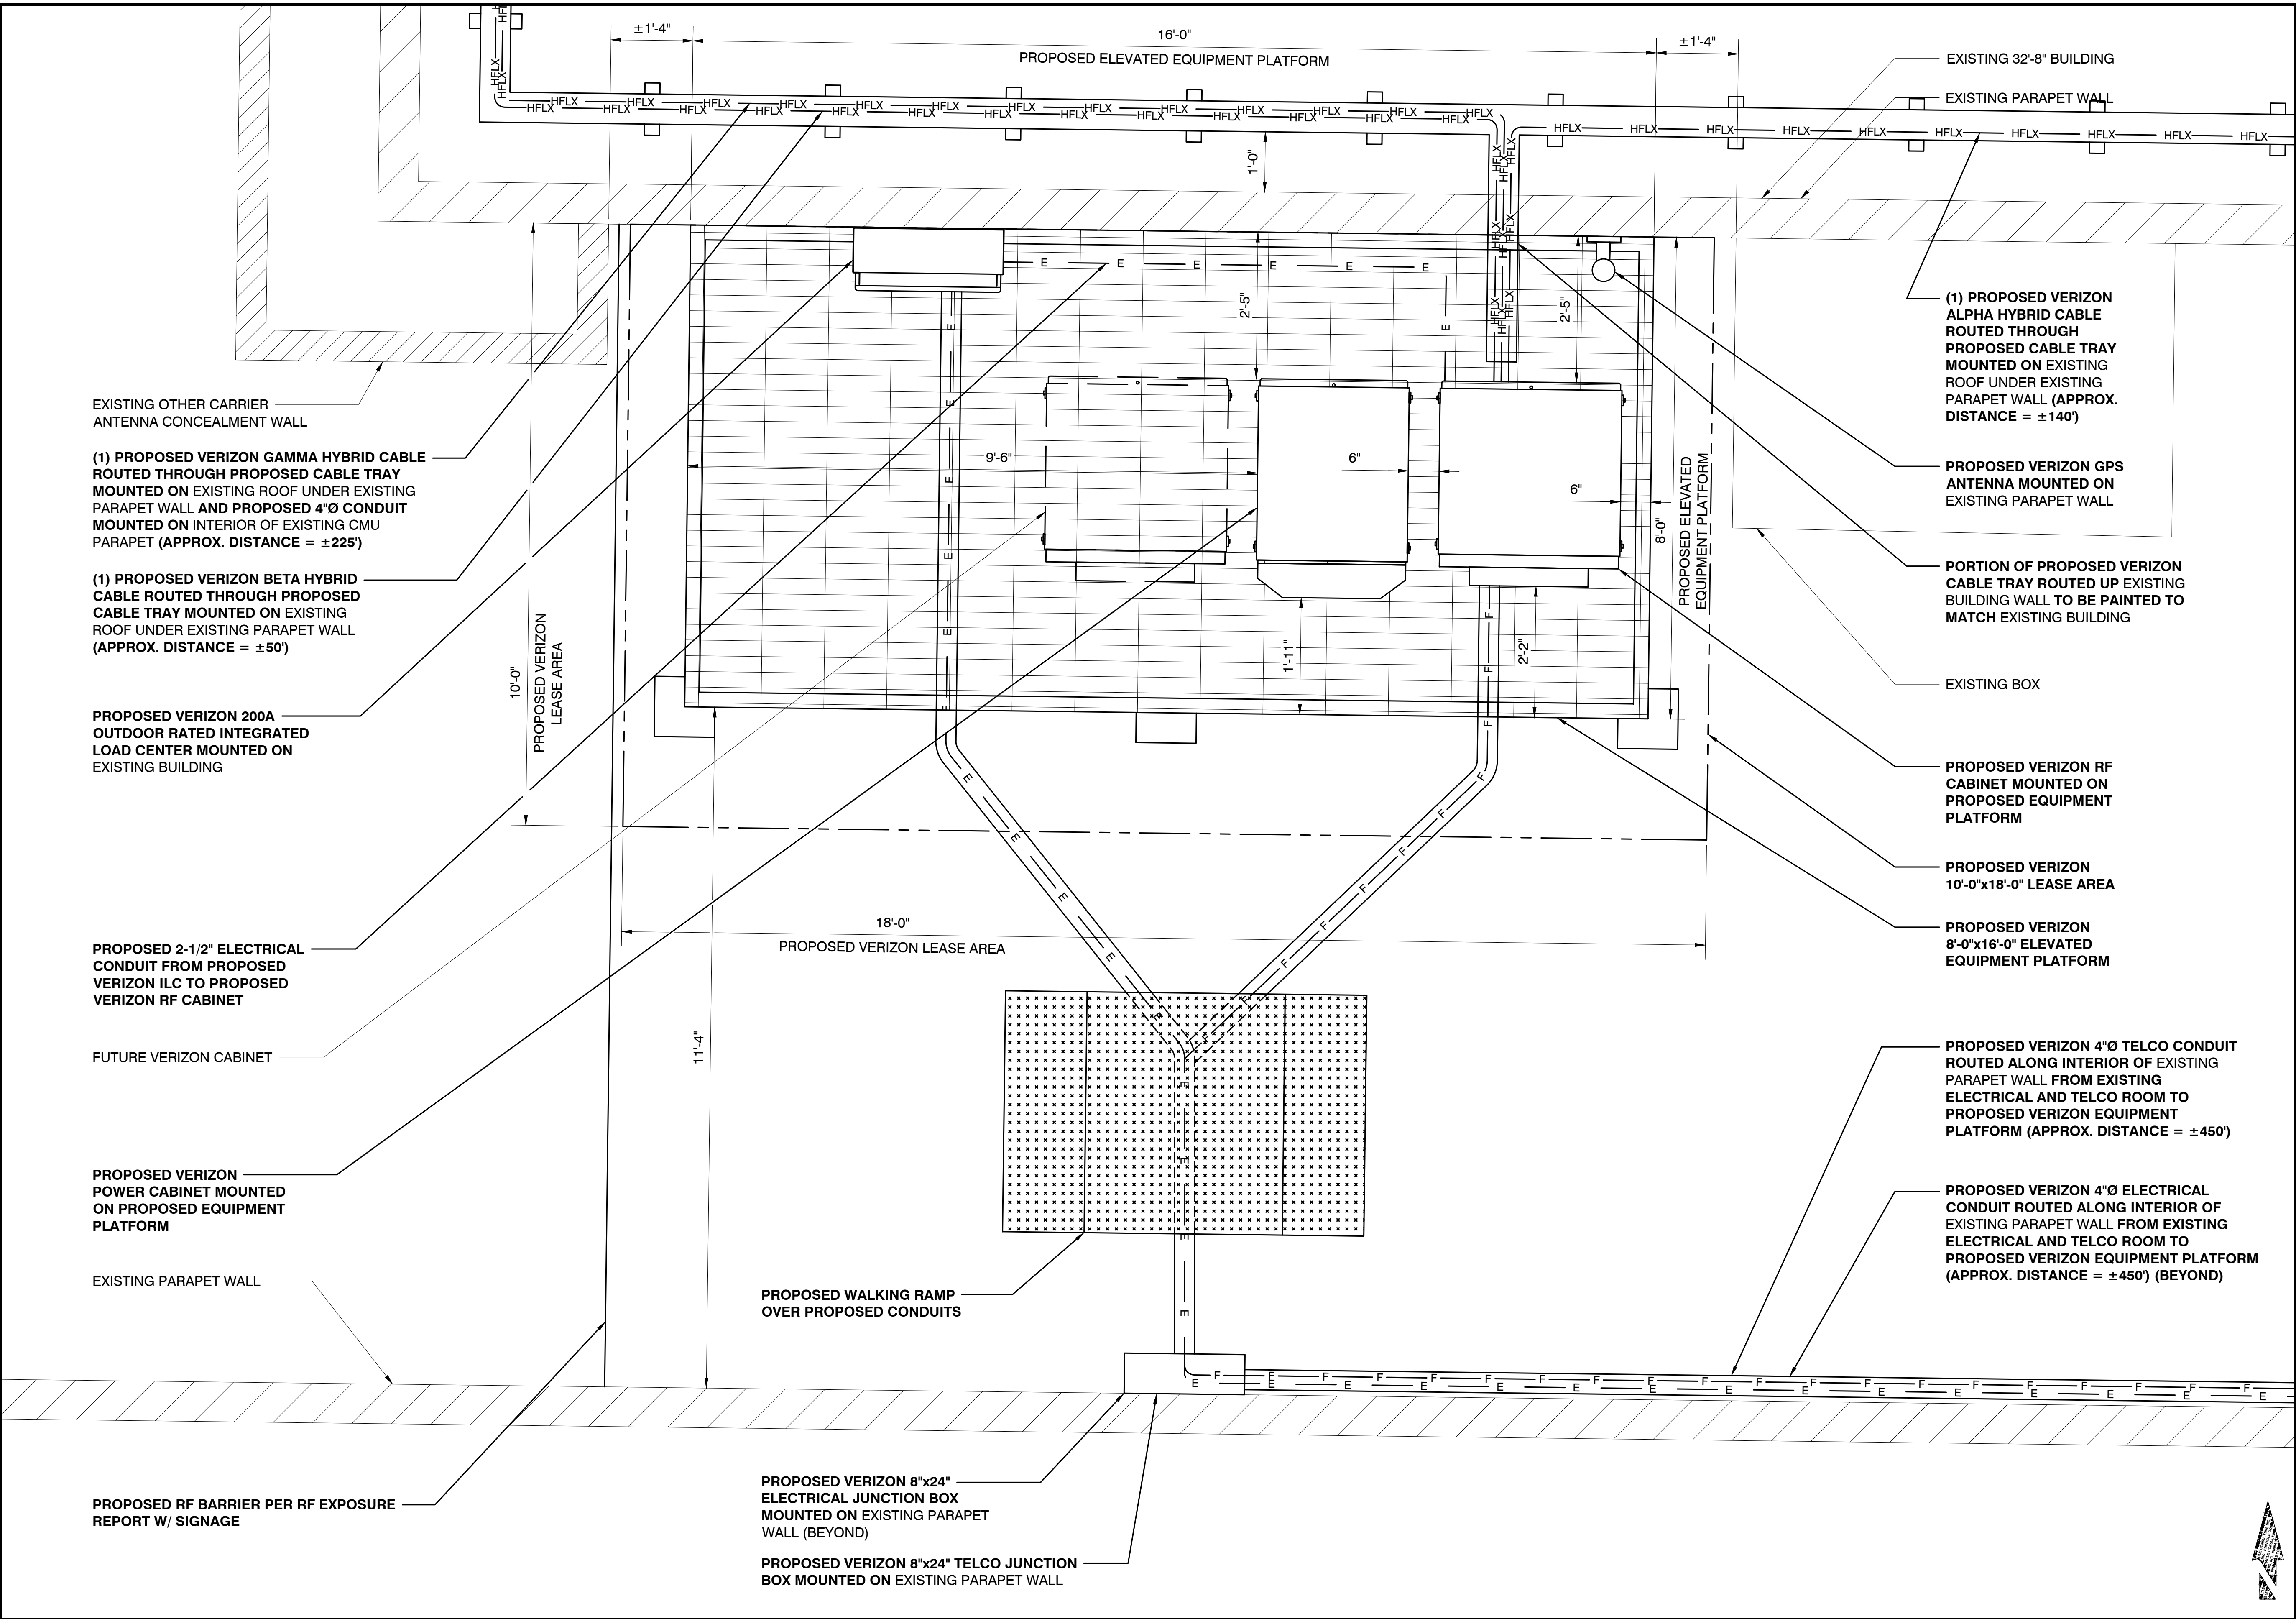 ±1'-4"
16'-0"
PROPOSED ELEVATED EQUIPMENT PLATFORM
±1'-4"
1'-0"
2'-5"
2'-5"
9'-6"
6"
6"
1'-11"
2'-2"
8'-0"
PROPOSED ELEVATED
EQUIPMENT PLATFORM
10'-0"
PROPOSED VERIZON
LEASE AREA
18'-0"
PROPOSED VERIZON LEASE AREA
11'-4"
EXISTING OTHER CARRIER
ANTENNA CONCEALMENT WALL
(1) PROPOSED VERIZON GAMMA HYBRID CABLE
ROUTED THROUGH PROPOSED CABLE TRAY
MOUNTED ON EXISTING ROOF UNDER EXISTING
PARAPET WALL AND PROPOSED 4"Ø CONDUIT
MOUNTED ON INTERIOR OF EXISTING CMU
PARAPET (APPROX. DISTANCE = ±225')
(1) PROPOSED VERIZON BETA HYBRID
CABLE ROUTED THROUGH PROPOSED
CABLE TRAY MOUNTED ON EXISTING
ROOF UNDER EXISTING PARAPET WALL
(APPROX. DISTANCE = ±50')
PROPOSED VERIZON 200A
OUTDOOR RATED INTEGRATED
LOAD CENTER MOUNTED ON
EXISTING BUILDING
PROPOSED 2-1/2" ELECTRICAL
CONDUIT FROM PROPOSED
VERIZON ILC TO PROPOSED
VERIZON RF CABINET
FUTURE VERIZON CABINET
PROPOSED VERIZON
POWER CABINET MOUNTED
ON PROPOSED EQUIPMENT
PLATFORM
EXISTING PARAPET WALL
PROPOSED RF BARRIER PER RF EXPOSURE
REPORT W/ SIGNAGE
PROPOSED WALKING RAMP
OVER PROPOSED CONDUITS
PROPOSED VERIZON 8"x24"
ELECTRICAL JUNCTION BOX
MOUNTED ON EXISTING PARAPET
WALL (BEYOND)
PROPOSED VERIZON 8"x24" TELCO JUNCTION
BOX MOUNTED ON EXISTING PARAPET WALL
EXISTING 32'-8" BUILDING
EXISTING PARAPET WALL
(1) PROPOSED VERIZON
ALPHA HYBRID CABLE
ROUTED THROUGH
PROPOSED CABLE TRAY
MOUNTED ON EXISTING
ROOF UNDER EXISTING
PARAPET WALL (APPROX.
DISTANCE = ±140')
PROPOSED VERIZON GPS
ANTENNA MOUNTED ON
EXISTING PARAPET WALL
PORTION OF PROPOSED VERIZON
CABLE TRAY ROUTED UP EXISTING
BUILDING WALL TO BE PAINTED TO
MATCH EXISTING BUILDING
EXISTING BOX
PROPOSED VERIZON RF
CABINET MOUNTED ON
PROPOSED EQUIPMENT
PLATFORM
PROPOSED VERIZON
10'-0"x18'-0" LEASE AREA
PROPOSED VERIZON
8'-0"x16'-0" ELEVATED
EQUIPMENT PLATFORM
PROPOSED VERIZON 4"Ø TELCO CONDUIT
ROUTED ALONG INTERIOR OF EXISTING
PARAPET WALL FROM EXISTING
ELECTRICAL AND TELCO ROOM TO
PROPOSED VERIZON EQUIPMENT
PLATFORM (APPROX. DISTANCE = ±450')
PROPOSED VERIZON 4"Ø ELECTRICAL
CONDUIT ROUTED ALONG INTERIOR OF
EXISTING PARAPET WALL FROM EXISTING
ELECTRICAL AND TELCO ROOM TO
PROPOSED VERIZON EQUIPMENT PLATFORM
(APPROX. DISTANCE = ±450') (BEYOND)
HFLX
E
F